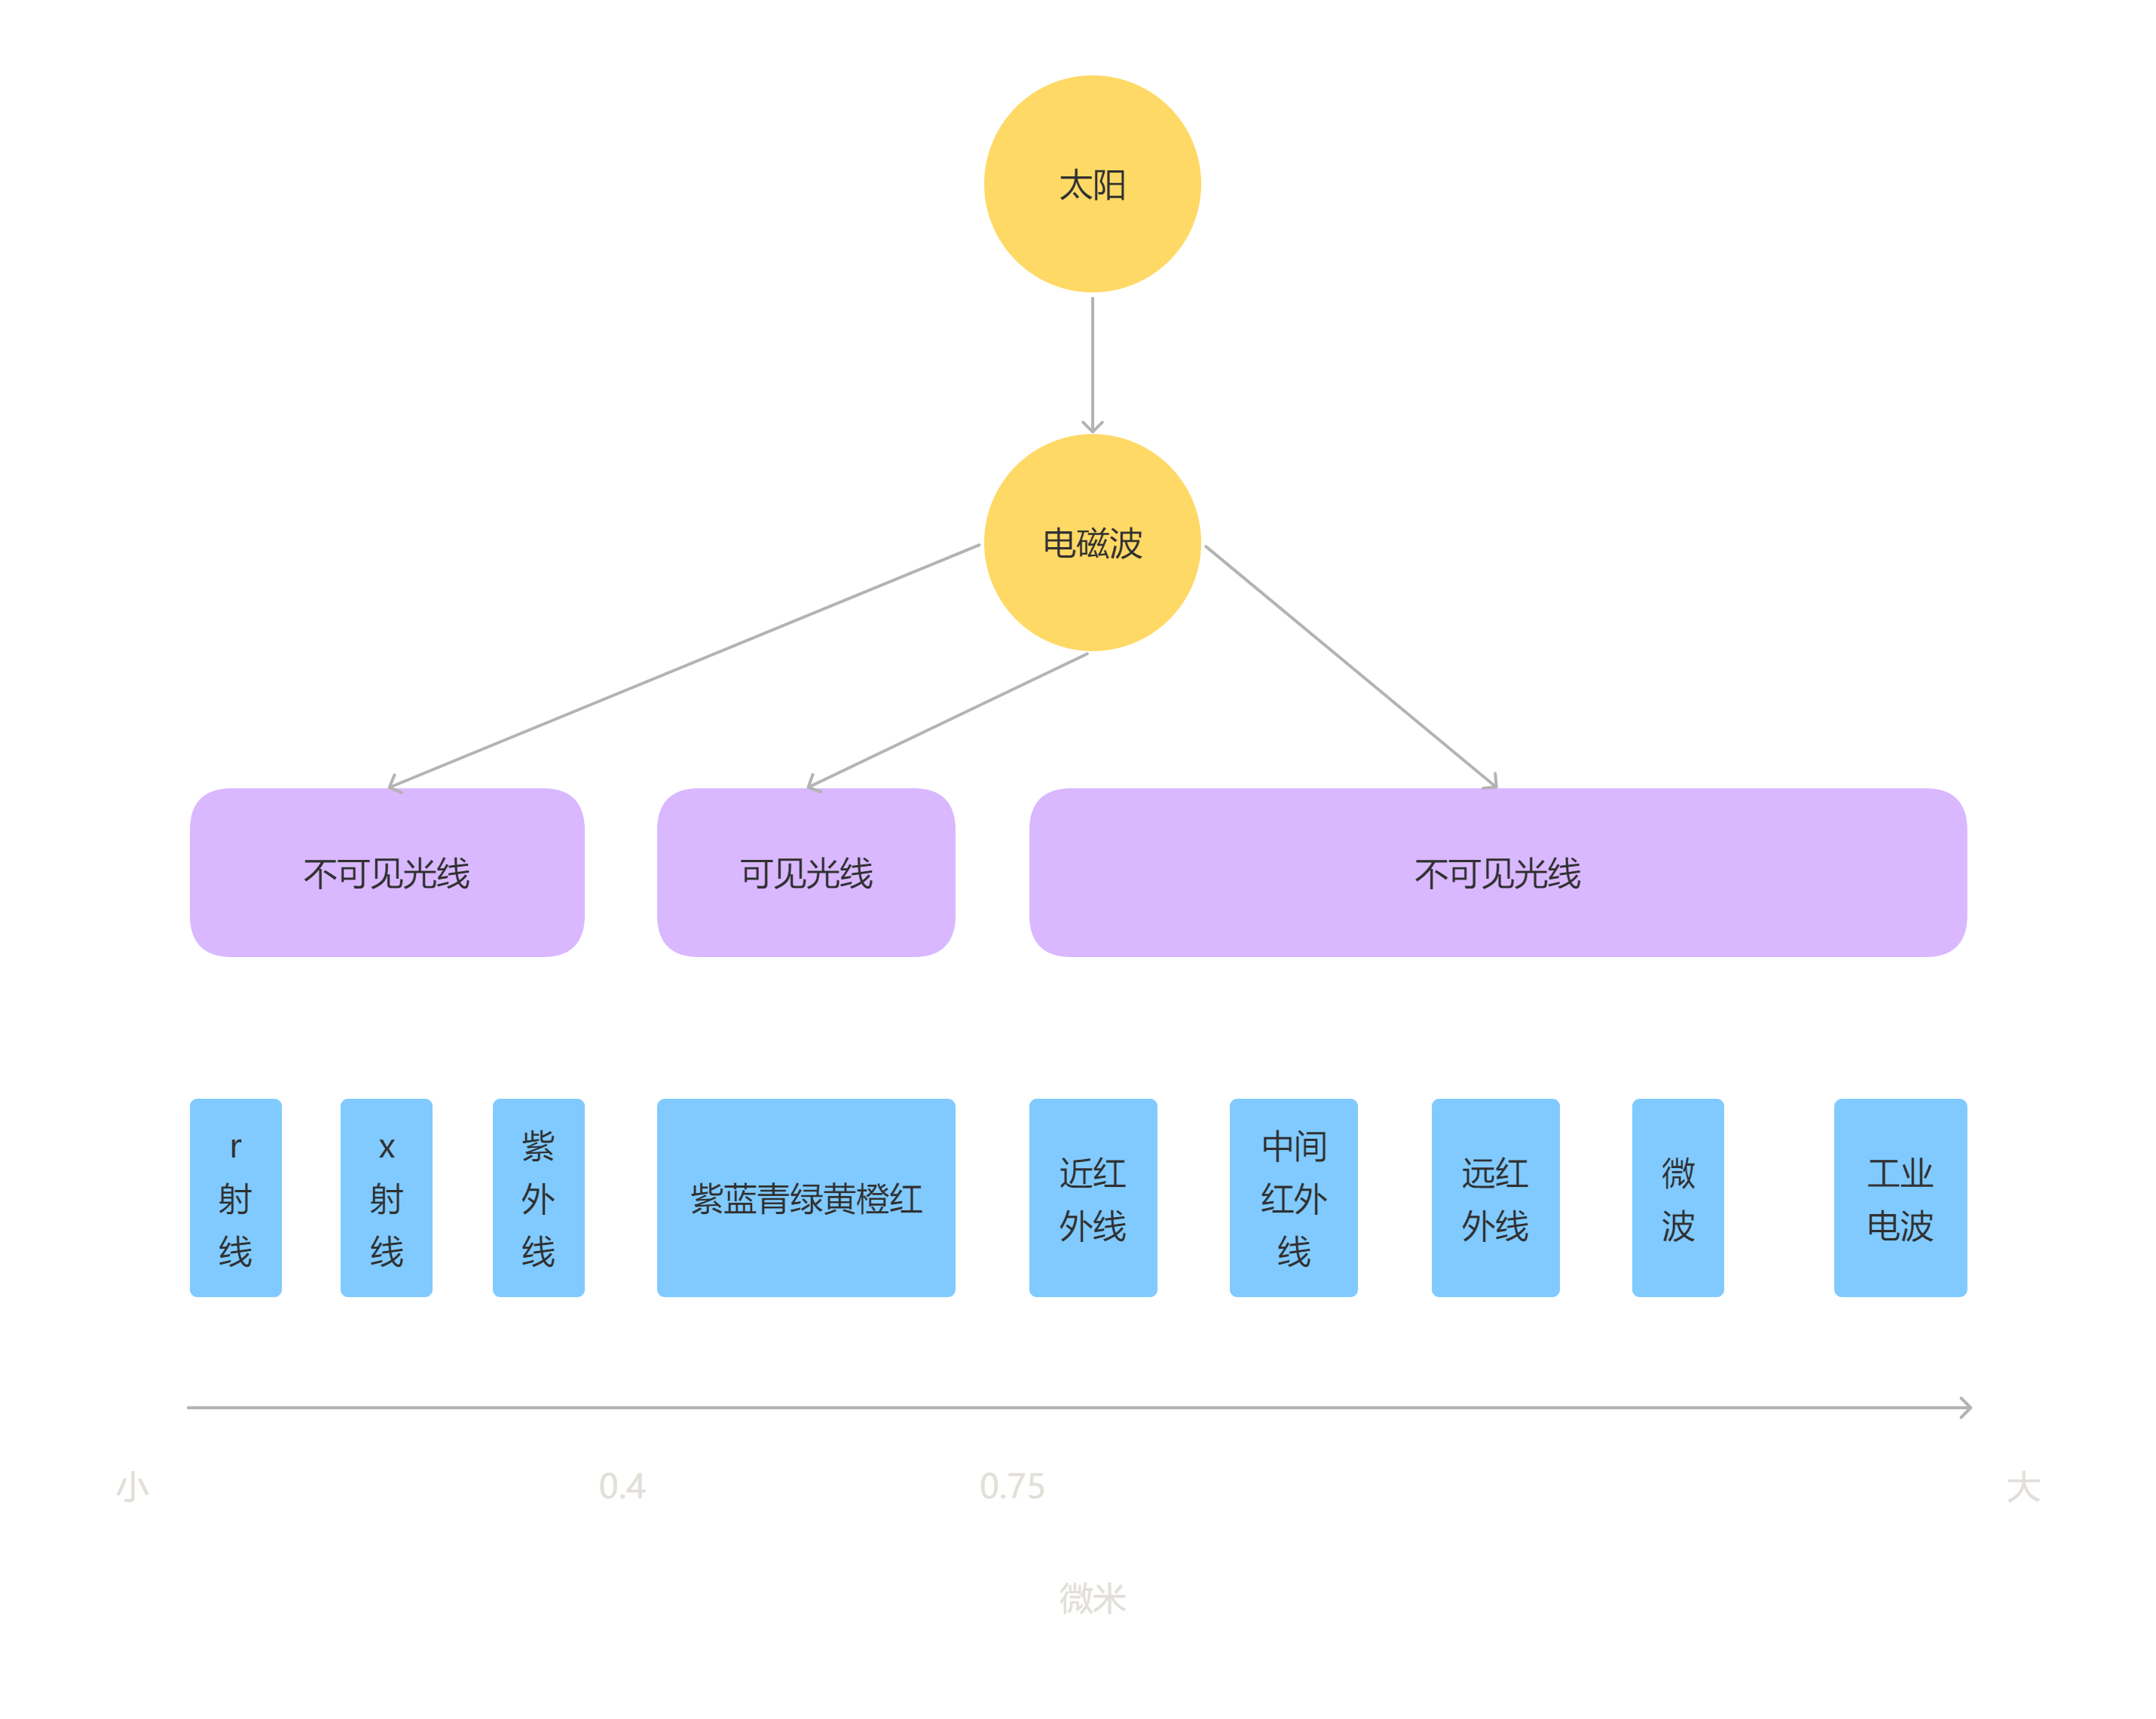 太阳
电磁波
不可见光线
可见光线
不可见光线
r
射
线
x
射
线
紫
外
线
紫蓝青绿黄橙红
近红
外线
中间
红外
线
远红
外线
微
波
工业
电波
小
0.4
0.75
大
微米